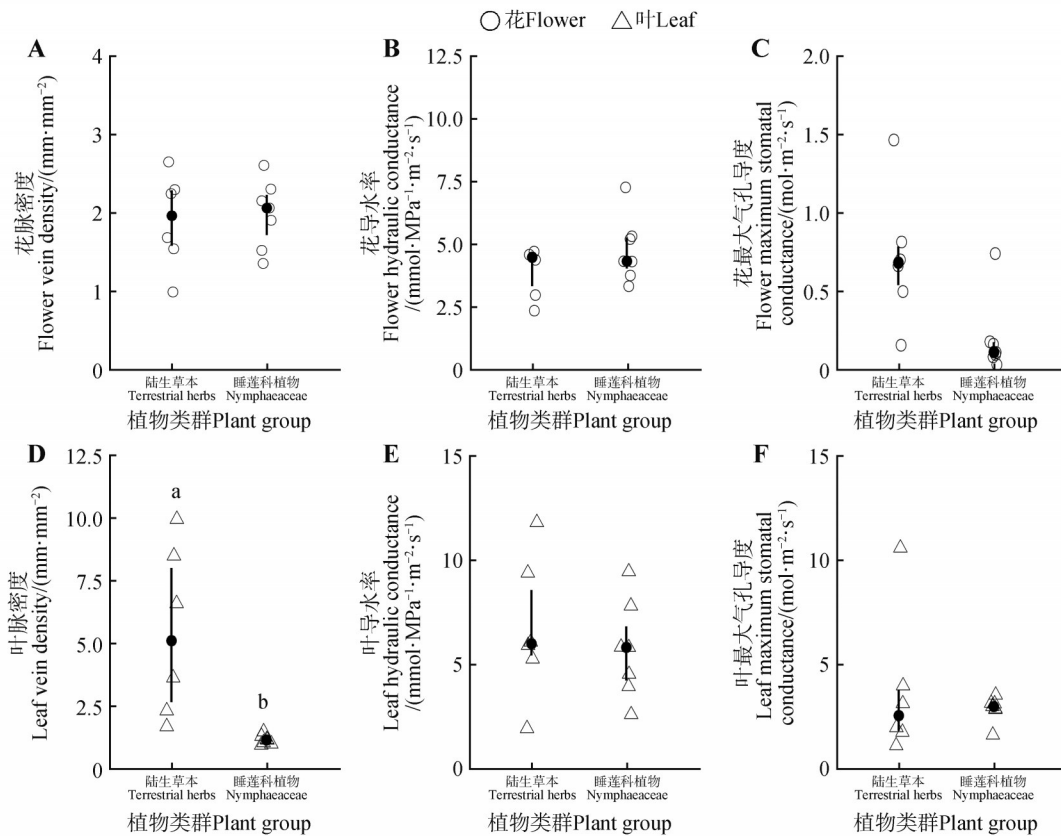 花Flower 叶Leaf
A
花脉密度
Flower vein density/(mm·mm⁻²)
4
3
2
1
0
陆生草本
Terrestrial herbs
睡莲科植物
Nymphaeaceae
植物类群Plant group
B
花导水率
Flower hydraulic conductance
/(mmol·MPa⁻¹·m⁻²·s⁻¹)
12.5
10.0
7.5
5.0
2.5
0
陆生草本
Terrestrial herbs
睡莲科植物
Nymphaeaceae
植物类群Plant group
C
花最大气孔导度
Flower maximum stomatal
conductance/(mol·m⁻²·s⁻¹)
2.0
1.5
1.0
0.5
0
陆生草本
Terrestrial herbs
睡莲科植物
Nymphaeaceae
植物类群Plant group
D
叶脉密度
Leaf vein density/(mm·mm⁻²)
12.5
10.0
7.5
5.0
2.5
0
a
b
陆生草本
Terrestrial herbs
睡莲科植物
Nymphaeaceae
植物类群Plant group
E
叶导水率
Leaf hydraulic conductance
/(mmol·MPa⁻¹·m⁻²·s⁻¹)
15
10
5
0
陆生草本
Terrestrial herbs
睡莲科植物
Nymphaeaceae
植物类群Plant group
F
叶最大气孔导度
Leaf maximum stomatal
conductance/(mol·m⁻²·s⁻¹)
15
10
5
0
陆生草本
Terrestrial herbs
睡莲科植物
Nymphaeaceae
植物类群Plant group